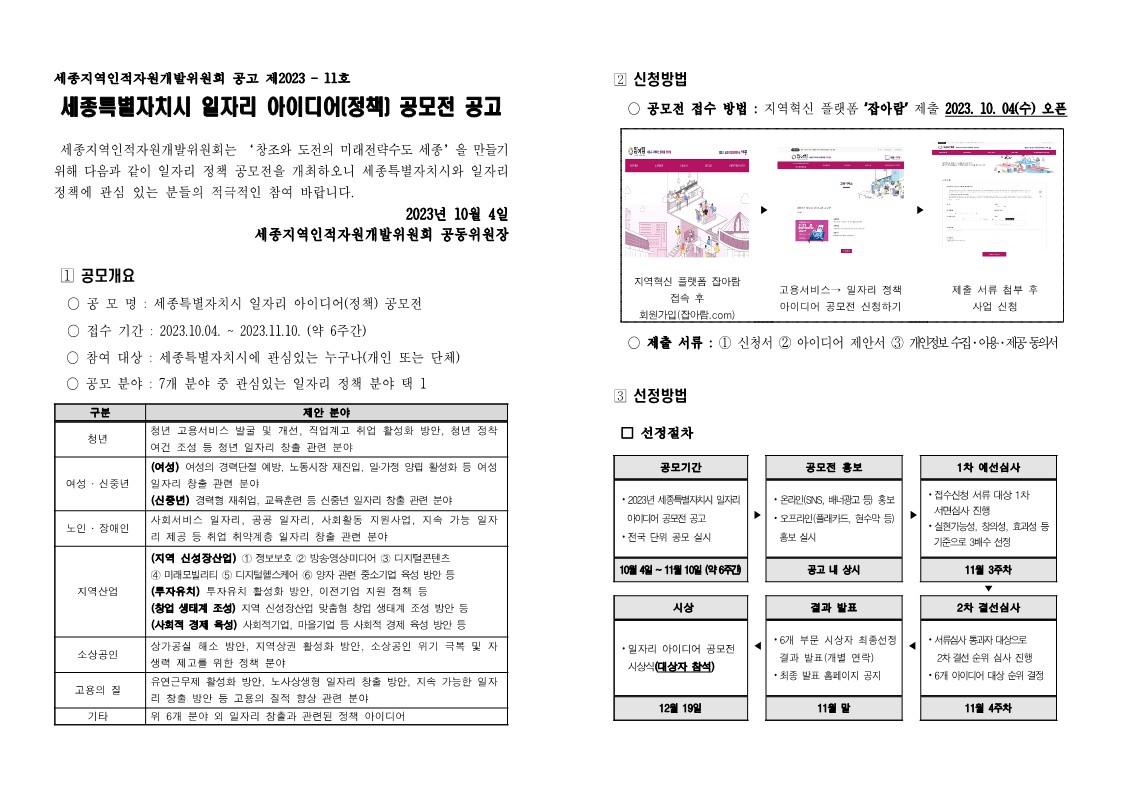 세종지역인적자원개발위원회 공고 제2023 - 11호
세종특별자치시 일자리 아이디어(정책) 공모전 공고
세종지역인적자원개발위원회는 ‘창조와 도전의 미래전략수도 세종’을 만들기
위해 다음과 같이 일자리 정책 공모전을 개최하오니 세종특별자치시와 일자리
정책에 관심 있는 분들의 적극적인 참여 바랍니다.
2023년 10월 4일
세종지역인적자원개발위원회 공동위원장
1 공모개요
○ 공 모 명 : 세종특별자치시 일자리 아이디어(정책) 공모전
○ 접수 기간 : 2023.10.04. ~ 2023.11.10. (약 6주간)
○ 참여 대상 : 세종특별자치시에 관심있는 누구나(개인 또는 단체)
○ 공모 분야 : 7개 분야 중 관심있는 일자리 정책 분야 택 1
구분 제안 분야
청년 청년 고용서비스 발굴 및 개선, 직업계고 취업 활성화 방안, 청년 정착
여건 조성 등 청년 일자리 창출 관련 분야
여성ㆍ신중년 (여성) 여성의 경력단절 예방, 노동시장 재진입, 일·가정 양립 활성화 등 여성
일자리 창출 관련 분야
(신중년) 경력형 재취업, 교육훈련 등 신중년 일자리 창출 관련 분야
노인ㆍ장애인 사회서비스 일자리, 공공 일자리, 사회활동 지원사업, 지속 가능 일자
리 제공 등 취업 취약계층 일자리 창출 관련 분야
지역산업 (지역 신성장산업) ① 정보보호 ② 방송영상미디어 ③ 디지털콘텐츠
④ 미래모빌리티 ⑤ 디지털헬스케어 ⑥ 양자 관련 중소기업 육성 방안 등
(투자유치) 투자유치 활성화 방안, 이전기업 지원 정책 등
(창업 생태계 조성) 지역 신성장산업 맞춤형 창업 생태계 조성 방안 등
(사회적 경제 육성) 사회적기업, 마을기업 등 사회적 경제 육성 방안 등
소상공인 상가공실 해소 방안, 지역상권 활성화 방안, 소상공인 위기 극복 및 자
생력 제고를 위한 정책 분야
고용의 질 유연근무제 활성화 방안, 노사상생형 일자리 창출 방안, 지속 가능한 일자
리 창출 방안 등 고용의 질적 향상 관련 분야
기타 위 6개 분야 외 일자리 창출과 관련된 정책 아이디어
2 신청방법
○ 공모전 접수 방법 : 지역혁신 플랫폼 ‘잡아람’ 제출 2023. 10. 04(수) 오픈
지역혁신 플랫폼 잡아람
접속 후
회원가입(잡아람.com)
고용서비스→ 일자리 정책
아이디어 공모전 신청하기
제출 서류 첨부 후
사업 신청
○ 제출 서류 : ① 신청서 ② 아이디어 제안서 ③ 개인정보 수집·이용·제공 동의서
3 선정방법
□ 선정절차
공모기간
• 2023년 세종특별자치시 일자리
아이디어 공모전 공고
• 전국 단위 공모 실시
10월 4일 ~ 11월 10일 (약 6주간)
▶
공모전 홍보
• 온라인(SNS, 배너광고 등) 홍보
• 오프라인(플래카드, 현수막 등)
홍보 실시
공고 내 상시
▶
1차 예선심사
• 접수신청 서류 대상 1차
서면심사 진행
• 실현가능성, 창의성, 효과성 등
기준으로 3배수 선정
11월 3주차
▼
시상
• 일자리 아이디어 공모전
시상식(대상자 참석)
12월 19일
◀
결과 발표
• 6개 부문 시상자 최종선정
결과 발표(개별 연락)
• 최종 발표 홈페이지 공지
11월 말
◀
2차 결선심사
• 서류심사 통과자 대상으로
2차 결선 순위 심사 진행
• 6개 아이디어 대상 순위 결정
11월 4주차